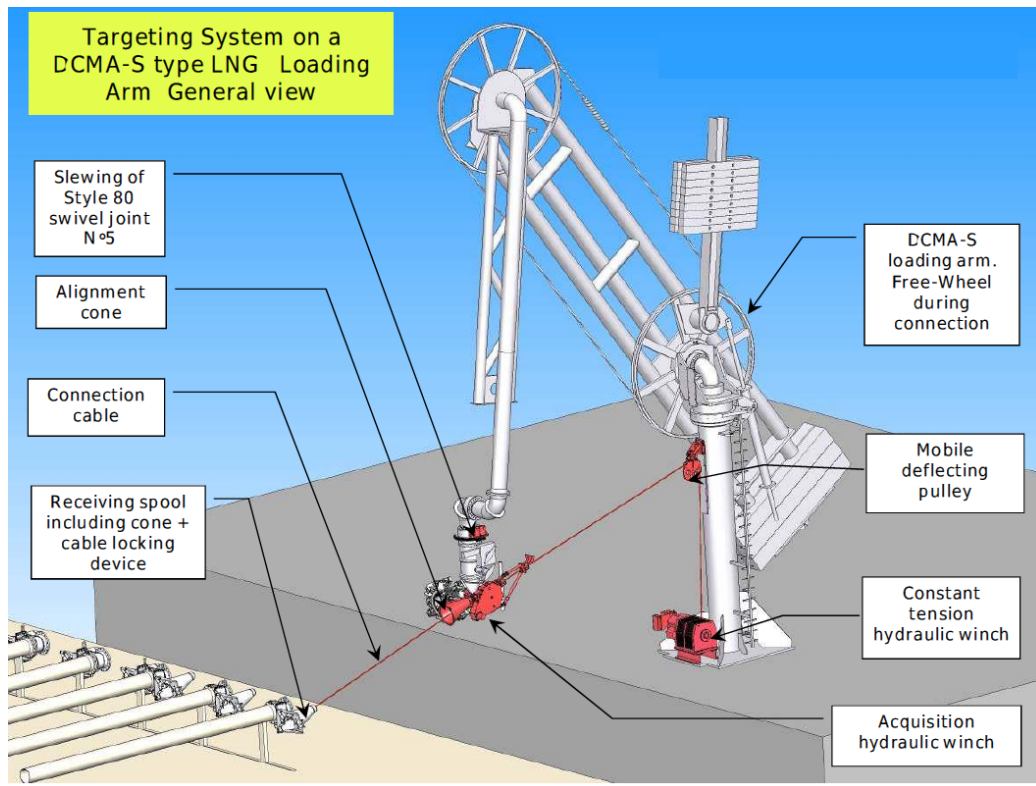 Targeting System on a
DCMA-S type LNG Loading
Arm General view
Slewing of
Style 80
swivel joint
N°5
Alignment
cone
Connection
cable
Receiving spool
including cone +
cable locking
device
DCMA-S
loading arm.
Free-Wheel
during
connection
Mobile
deflecting
pulley
Constant
tension
hydraulic winch
Acquisition
hydraulic winch